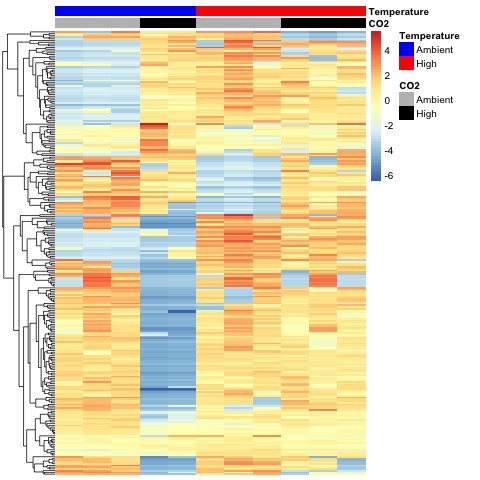 Temperature
CO2
Temperature
Ambient
High
CO2
Ambient
High
4
2
0
-2
-4
-6